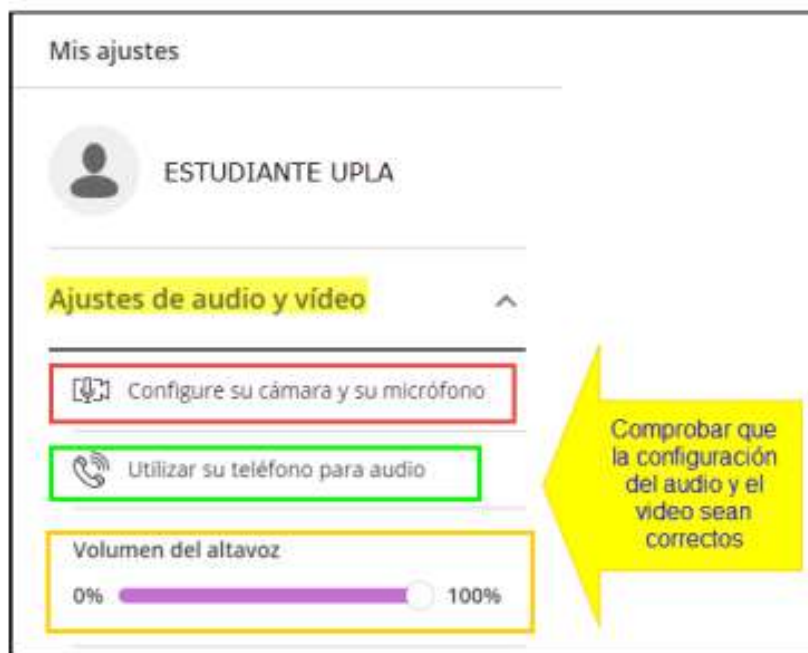 Mis ajustes
ESTUDIANTE UPLA
Ajustes de audio y vídeo
Configure su cámara y su micrófono
Utilizar su teléfono para audio
Volumen del altavoz
0% 100%
Comprobar que
la configuración
del audio y el
video sean
correctos